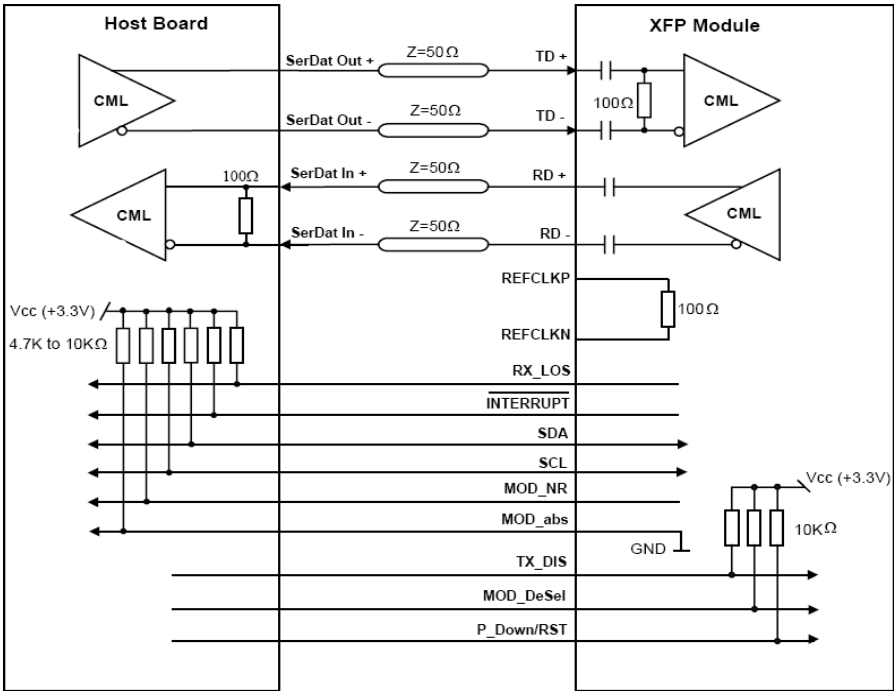 Host Board
XFP Module
CML
SerDat Out +
Z=50Ω
TD +
100Ω
CML
SerDat Out -
Z=50Ω
TD -
100Ω
SerDat In +
Z=50Ω
RD +
CML
CML
SerDat In -
Z=50Ω
RD -
REFCLKP
100Ω
REFCLKN
Vcc (+3.3V)
4.7K to 10KΩ
RX_LOS
INTERRUPT
SDA
SCL
MOD_NR
MOD_abs
Vcc (+3.3V)
10KΩ
GND
TX_DIS
MOD_DeSel
P_Down/RST